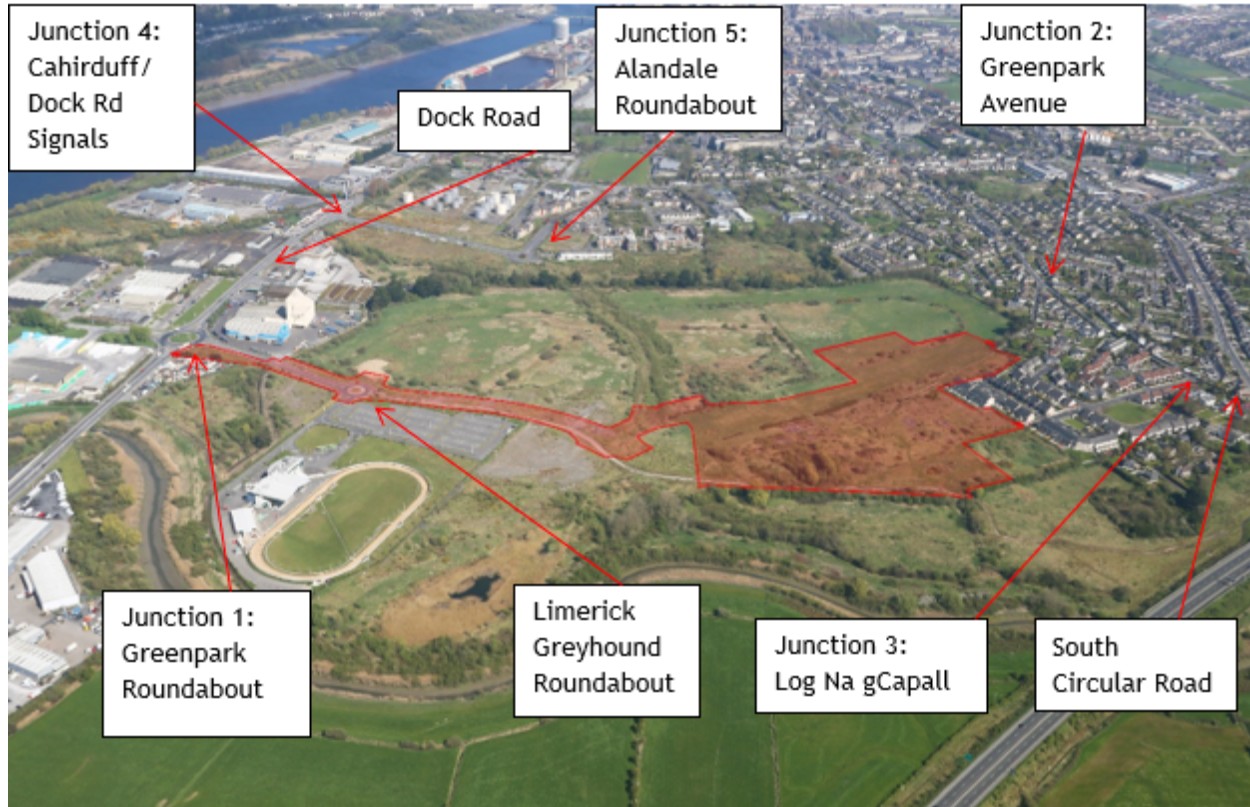 Junction 4:
Cahirduff/
Dock Rd
Signals
Dock Road
Junction 5:
Alandale
Roundabout
Junction 2:
Greenpark
Avenue
Junction 1:
Greenpark
Roundabout
Limerick
Greyhound
Roundabout
Junction 3:
Log Na gCapall
South
Circular Road